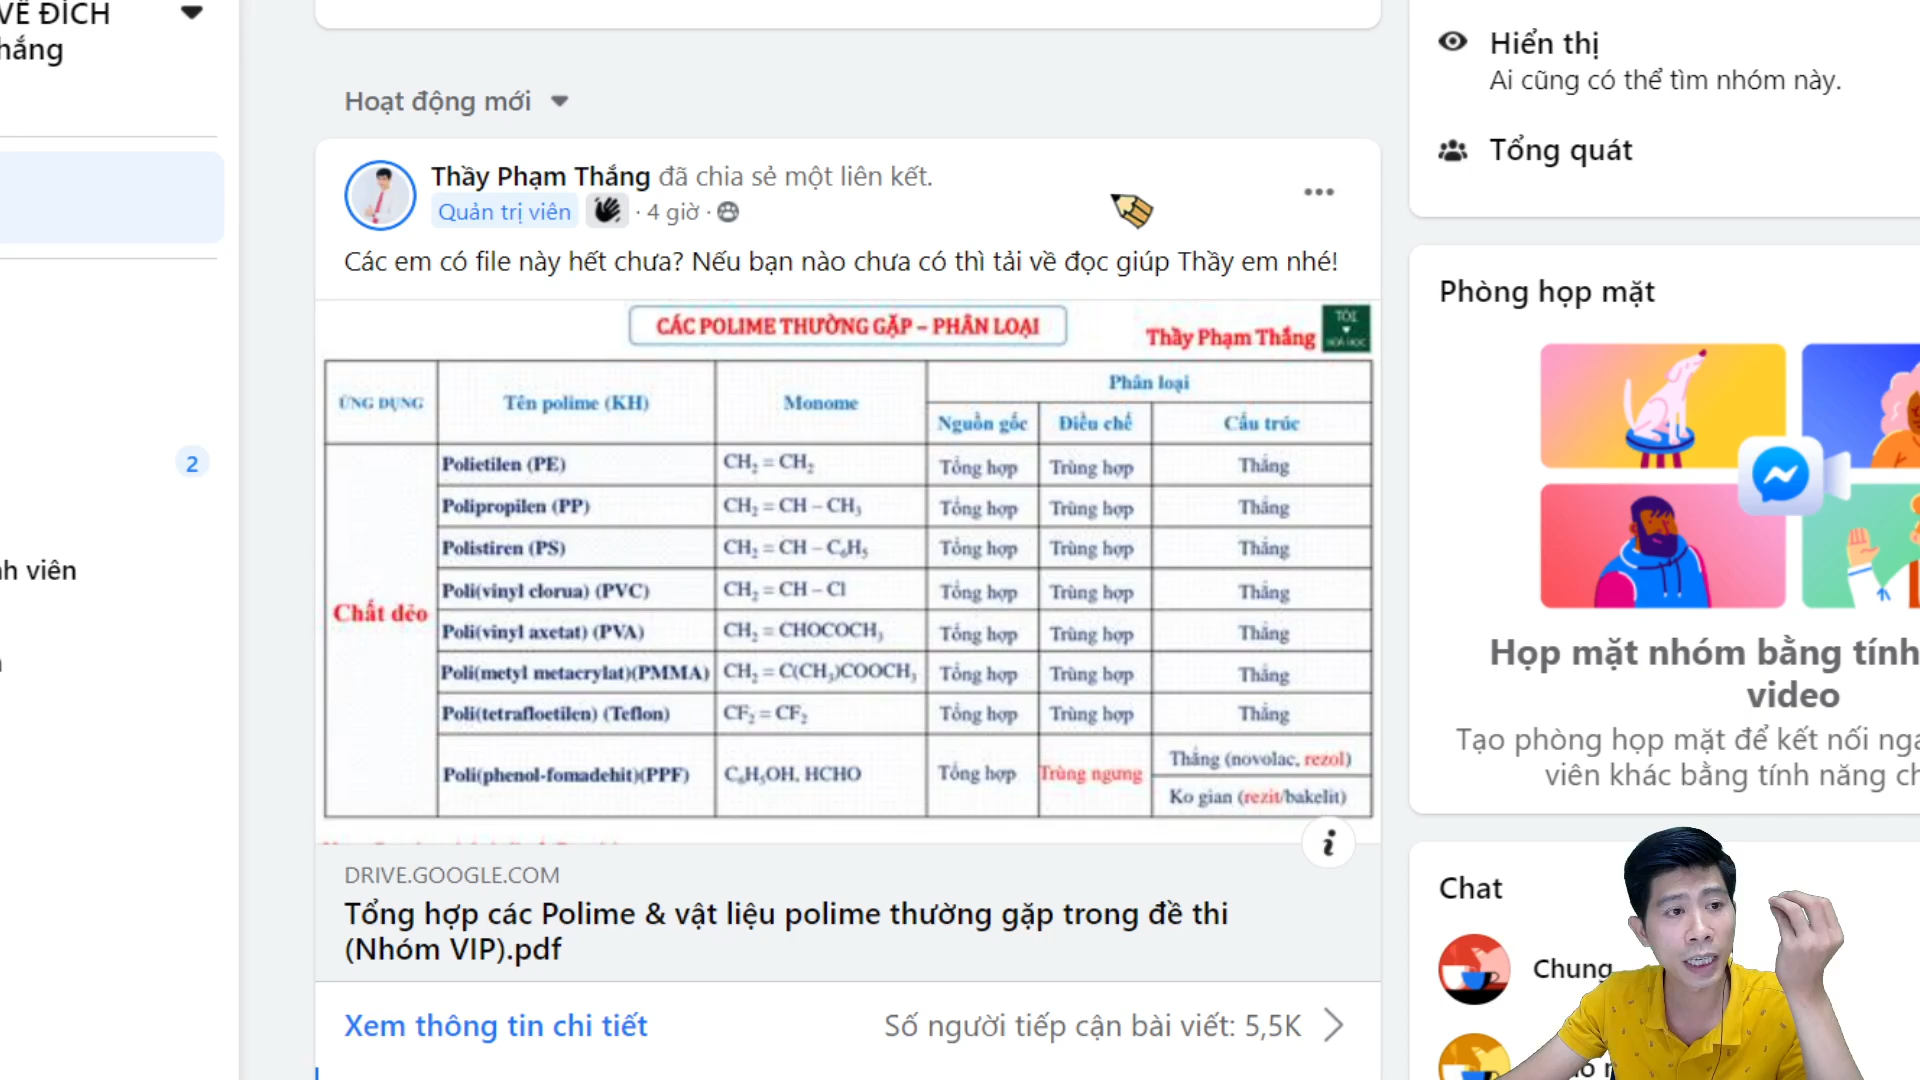 VỀ ĐÍCH
hắng
2
nh viên
Hoạt động mới
Thầy Phạm Thắng đã chia sẻ một liên kết.
Quản trị viên · 4 giờ ·
Các em có file này hết chưa? Nếu bạn nào chưa có thì tải về đọc giúp Thầy em nhé!
CÁC POLIME THƯỜNG GẶP – PHÂN LOẠI
Thầy Phạm Thắng
TÔI
HOÁ HỌC
ỨNG DỤNG Tên polime (KH) Monome Phân loại
Nguồn gốc Điều chế Cấu trúc
Chất dẻo
Polietilen (PE) CH₂ = CH₂ Tổng hợp Trùng hợp Thẳng
Polipropilen (PP) CH₂ = CH – CH₃ Tổng hợp Trùng hợp Thẳng
Polistiren (PS) CH₂ = CH – C₆H₅ Tổng hợp Trùng hợp Thẳng
Poli(vinyl clorua) (PVC) CH₂ = CH – Cl Tổng hợp Trùng hợp Thẳng
Poli(vinyl axetat) (PVA) CH₂ = CHOCOCH₃ Tổng hợp Trùng hợp Thẳng
Poli(metyl metacrylat)(PMMA) CH₂ = C(CH₃)COOCH₃ Tổng hợp Trùng hợp Thẳng
Poli(tetrafloetilen) (Teflon) CF₂ = CF₂ Tổng hợp Trùng hợp Thẳng
Poli(phenol-fomadehit)(PPF) C₆H₅OH, HCHO Tổng hợp Trùng ngưng Thẳng (novolac, rezol)
Ko gian (rezit/bakelit)
DRIVE.GOOGLE.COM
Tổng hợp các Polime & vật liệu polime thường gặp trong đề thi
(Nhóm VIP).pdf
Xem thông tin chi tiết
Số người tiếp cận bài viết: 5,5K
Hiển thị
Ai cũng có thể tìm nhóm này.
Tổng quát
Phòng họp mặt
Họp mặt nhóm bằng tính
video
Tạo phòng họp mặt để kết nối nga
viên khác bằng tính năng ch
Chat
Chung